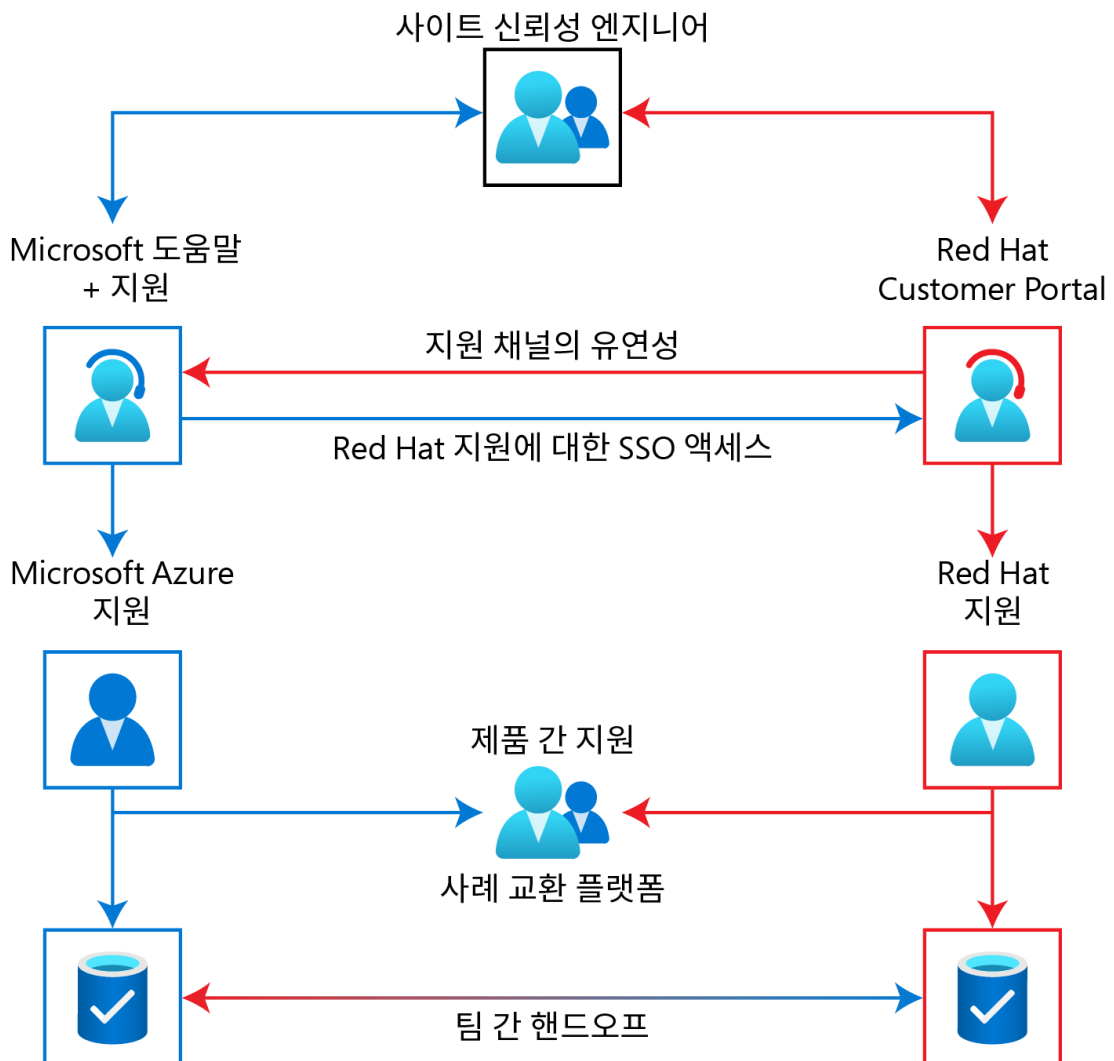 사이트 신뢰성 엔지니어
Microsoft 도움말
+ 지원
Red Hat
Customer Portal
지원 채널의 유연성
Red Hat 지원에 대한 SSO 액세스
Microsoft Azure
지원
Red Hat
지원
제품 간 지원
사례 교환 플랫폼
팀 간 핸드오프